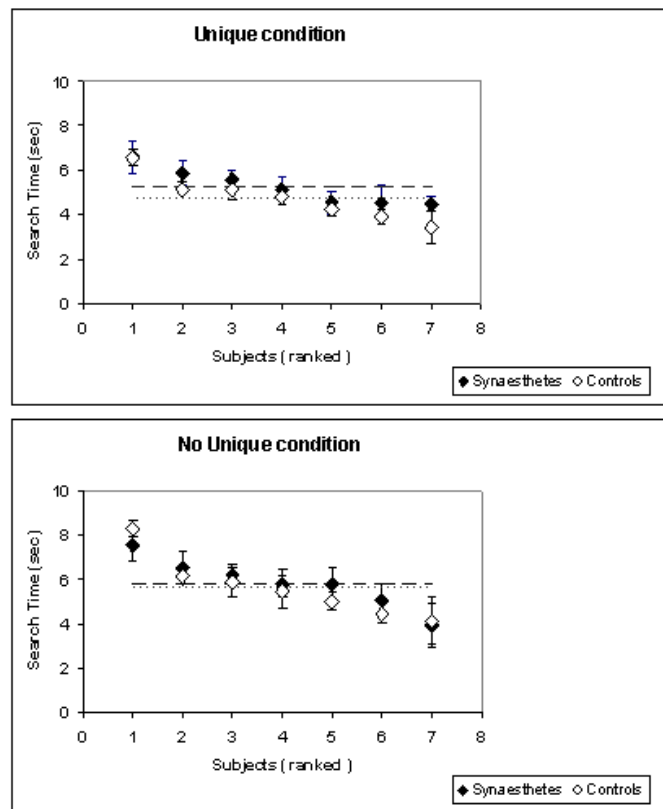 Unique condition
10
8
6
4
2
0
Search Time (sec)
0 1 2 3 4 5 6 7 8
Subjects ( ranked )
◆ Synaesthetes ◇ Controls
No Unique condition
10
8
6
4
2
0
Search Time (sec)
0 1 2 3 4 5 6 7 8
Subjects ( ranked )
◆ Synaesthetes ◇ Controls